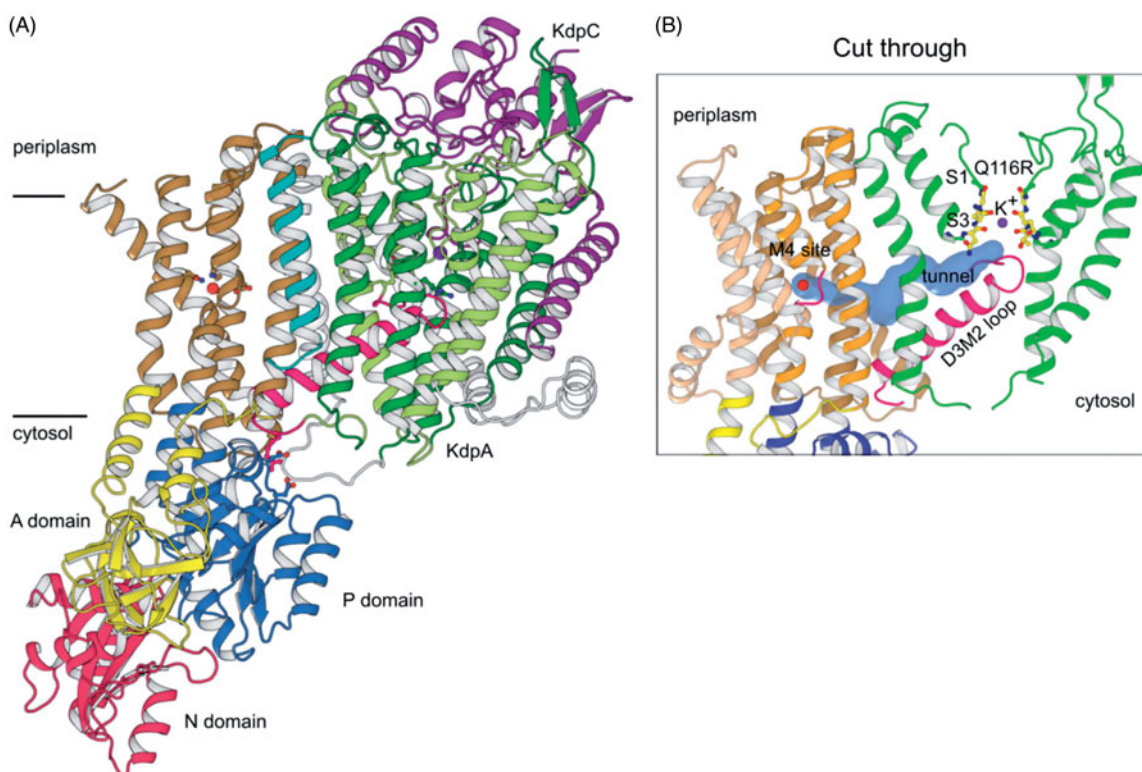 (A)
KdpC
periplasm
cytosol
KdpA
A domain
P domain
N domain
(B)
Cut through
periplasm
S1 Q116R
S3 K+
M4 site
tunnel
D3M2 loop
cytosol